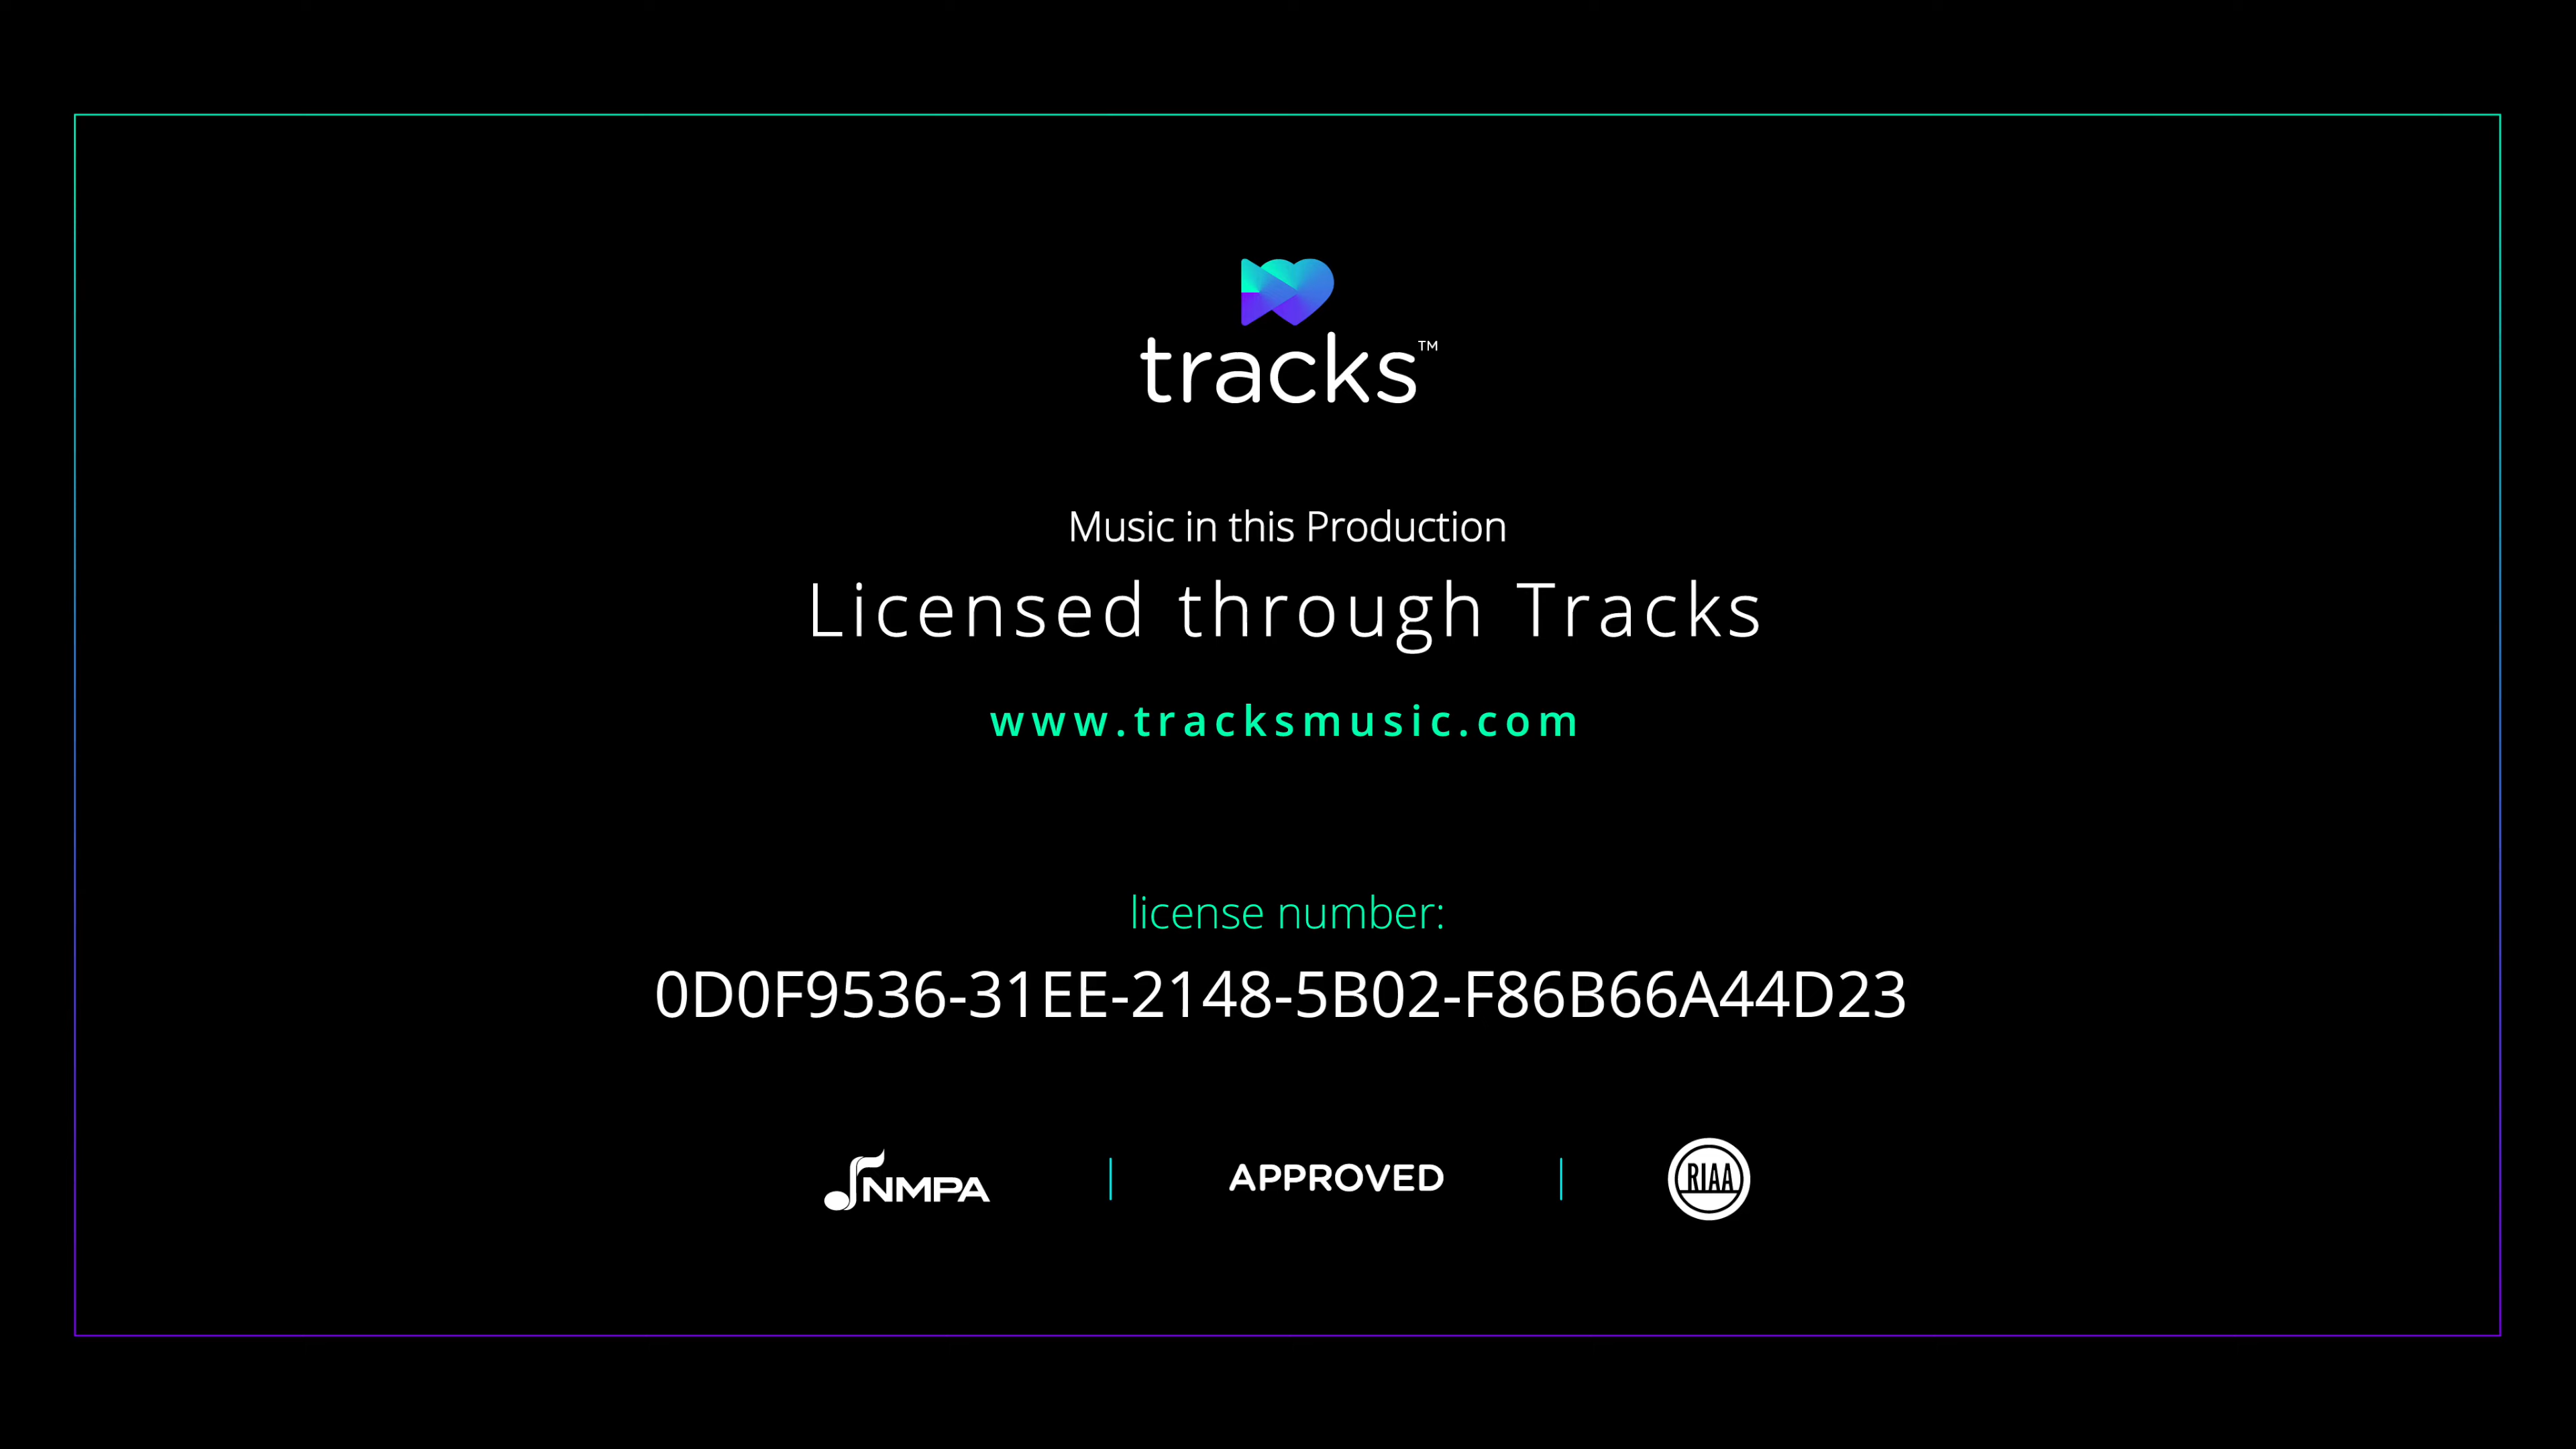 tracks™
Music in this Production
Licensed through Tracks
www.tracksmusic.com
license number:
0D0F9536-31EE-2148-5B02-F86B66A44D23
NMPA | APPROVED | RIAA